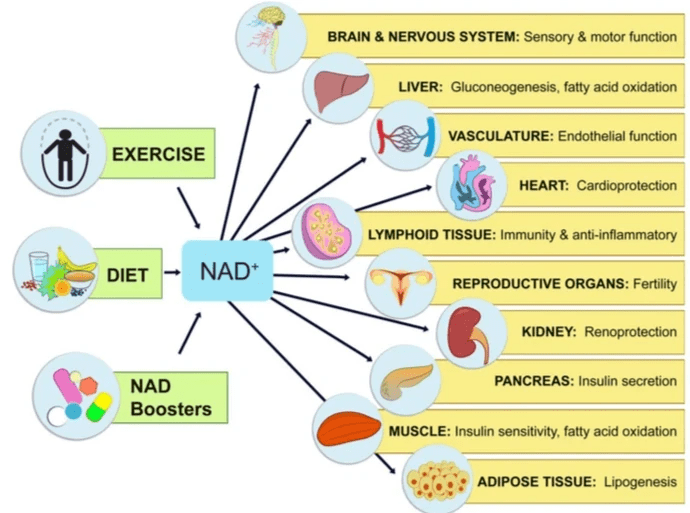 BRAIN & NERVOUS SYSTEM: Sensory & motor function
LIVER: Gluconeogenesis, fatty acid oxidation
VASCULATURE: Endothelial function
HEART: Cardioprotection
LYMPHOID TISSUE: Immunity & anti-inflammatory
REPRODUCTIVE ORGANS: Fertility
KIDNEY: Renoprotection
PANCREAS: Insulin secretion
MUSCLE: Insulin sensitivity, fatty acid oxidation
ADIPOSE TISSUE: Lipogenesis
EXERCISE
DIET
NAD
Boosters
NAD⁺